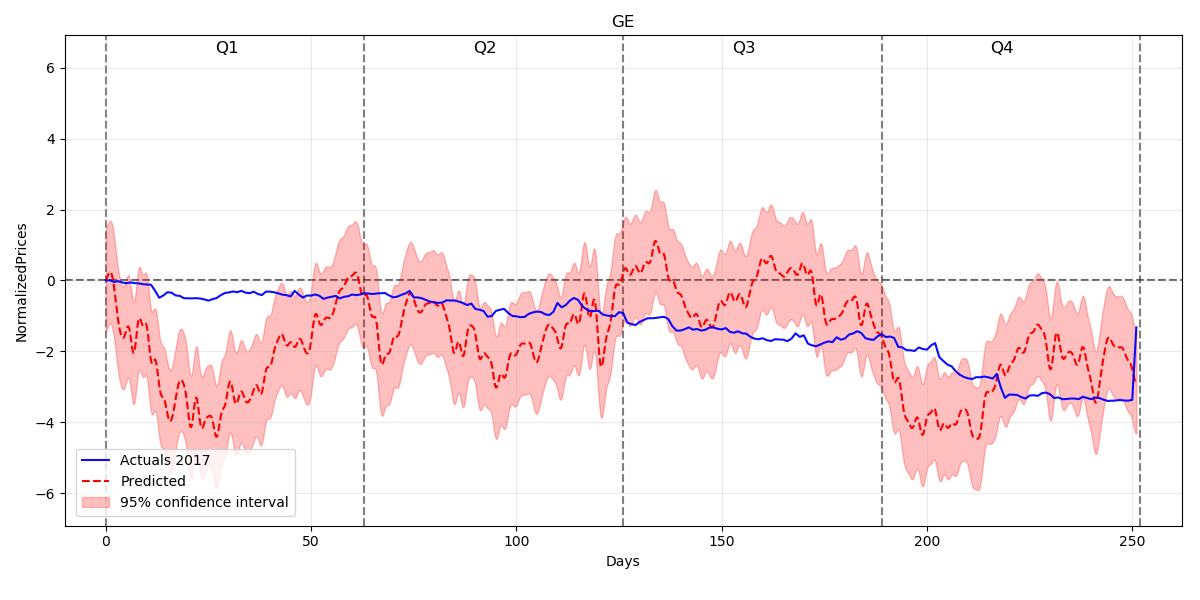 GE
Q1 Q2 Q3 Q4
6
4
2
0
−2
−4
−6
NormalizedPrices
Actuals 2017
Predicted
95% confidence interval
0 50 100 150 200 250
Days